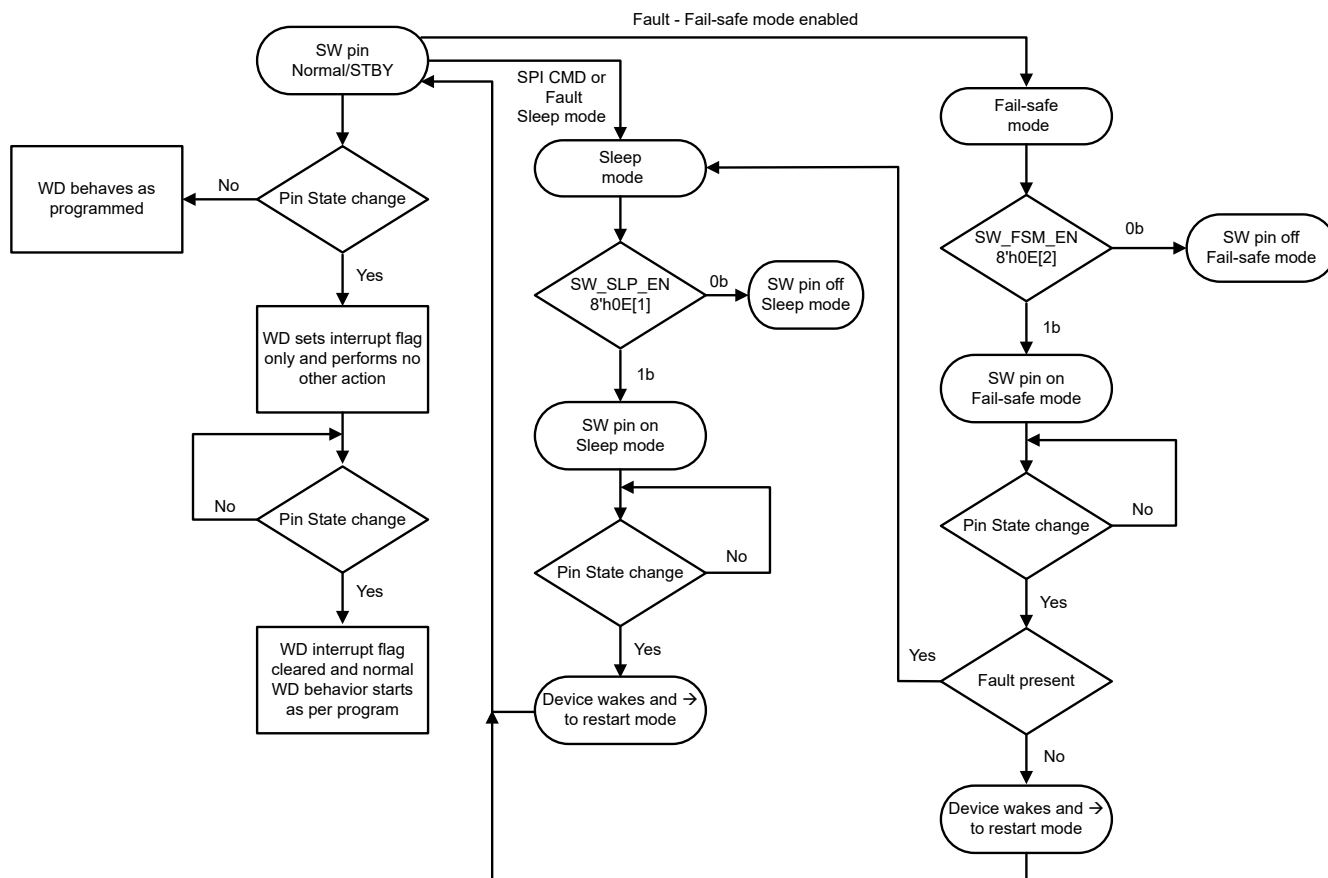 Fault - Fail-safe mode enabled
SW pin
Normal/STBY
SPI CMD or
Fault
Sleep mode
Fail-safe
mode
Sleep
mode
WD behaves as
programmed
No
Pin State change
Yes
SW_FSM_EN
8'h0E[2]
0b
SW pin off
Fail-safe mode
1b
SW_SLP_EN
8'h0E[1]
0b
SW pin off
Sleep mode
1b
WD sets interrupt flag
only and performs no
other action
SW pin on
Fail-safe mode
SW pin on
Sleep mode
No
Pin State change
Yes
Pin State change
No
Yes
Pin State change
No
Yes
WD interrupt flag
cleared and normal
WD behavior starts
as per program
Device wakes and →
to restart mode
Yes
Fault present
No
Device wakes and →
to restart mode